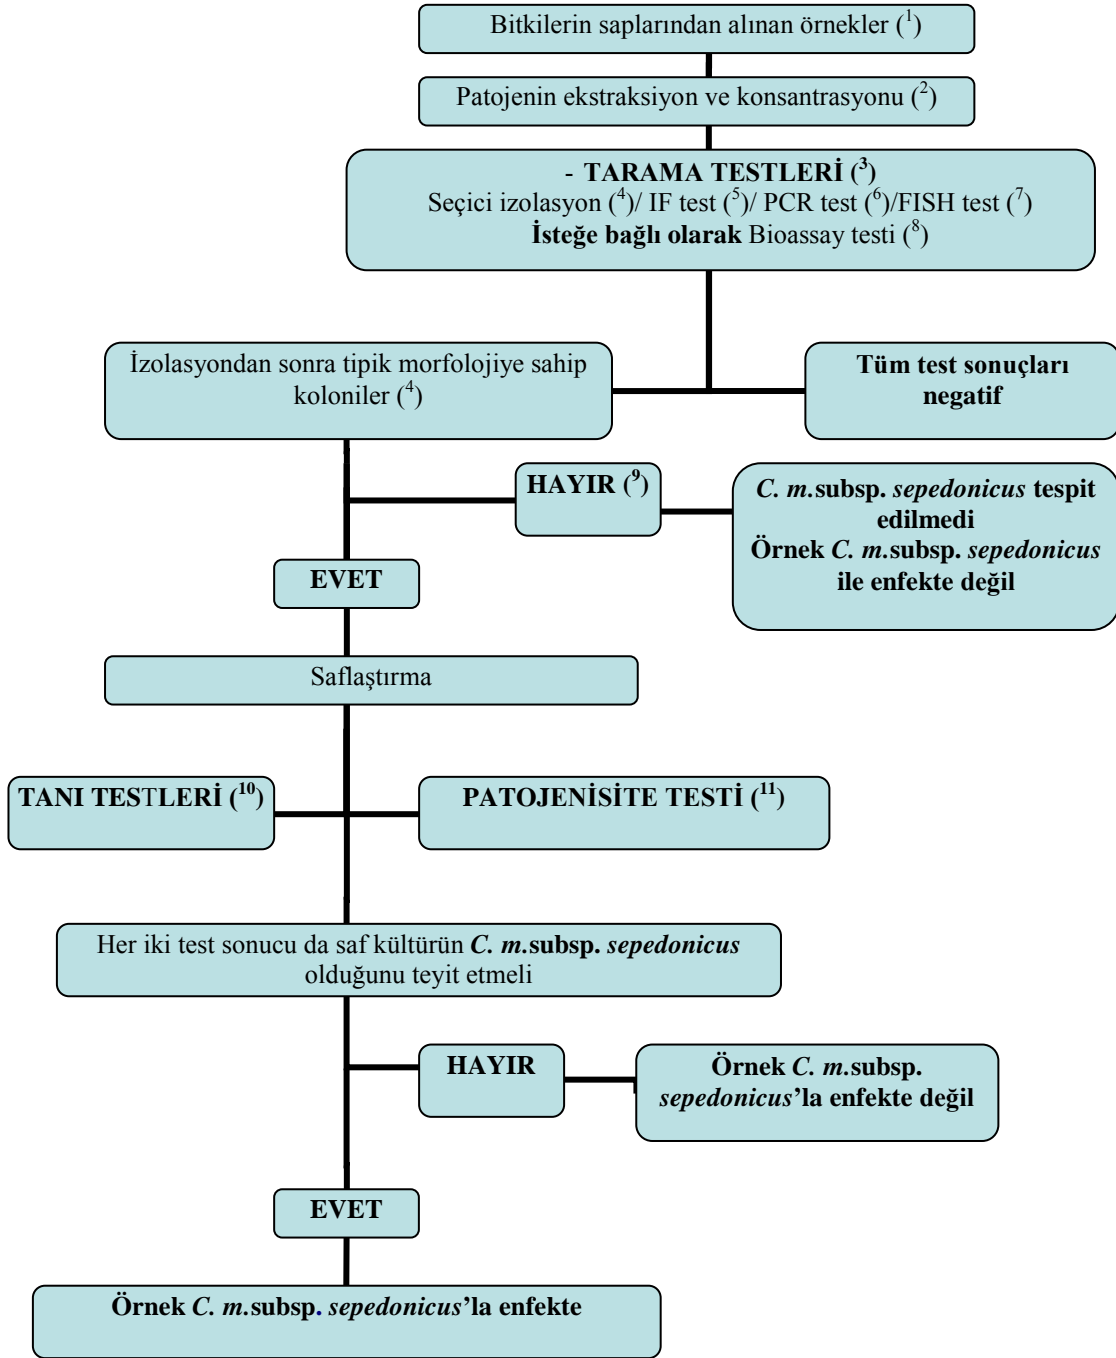 Bitkilerin saplarından alınan örnekler (1)
Patojenin ekstraksiyon ve konsantrasyonu (2)
- TARAMA TESTLERİ (3)
Seçici izolasyon (4)/ IF test (5)/ PCR test (6)/FISH test (7)
İsteğe bağlı olarak Bioassay testi (8)
İzolasyondan sonra tipik morfolojiye sahip
koloniler (4)
Tüm test sonuçları
negatif
HAYIR (9)
C. m.subsp. sepedonicus tespit
edilmedi
Örnek C. m.subsp. sepedonicus
ile enfekte değil
EVET
Saflaştırma
TANI TESTLERİ (10)
PATOJENİSİTE TESTİ (11)
Her iki test sonucu da saf kültürün C. m.subsp. sepedonicus
olduğunu teyit etmeli
HAYIR
Örnek C. m.subsp.
sepedonicus’la enfekte değil
EVET
Örnek C. m.subsp. sepedonicus’la enfekte